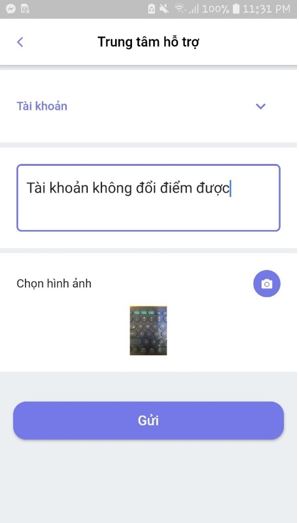 100% 11:31 PM
Trung tâm hỗ trợ
Tài khoản
Tài khoản không đổi điểm được
Chọn hình ảnh
Gửi